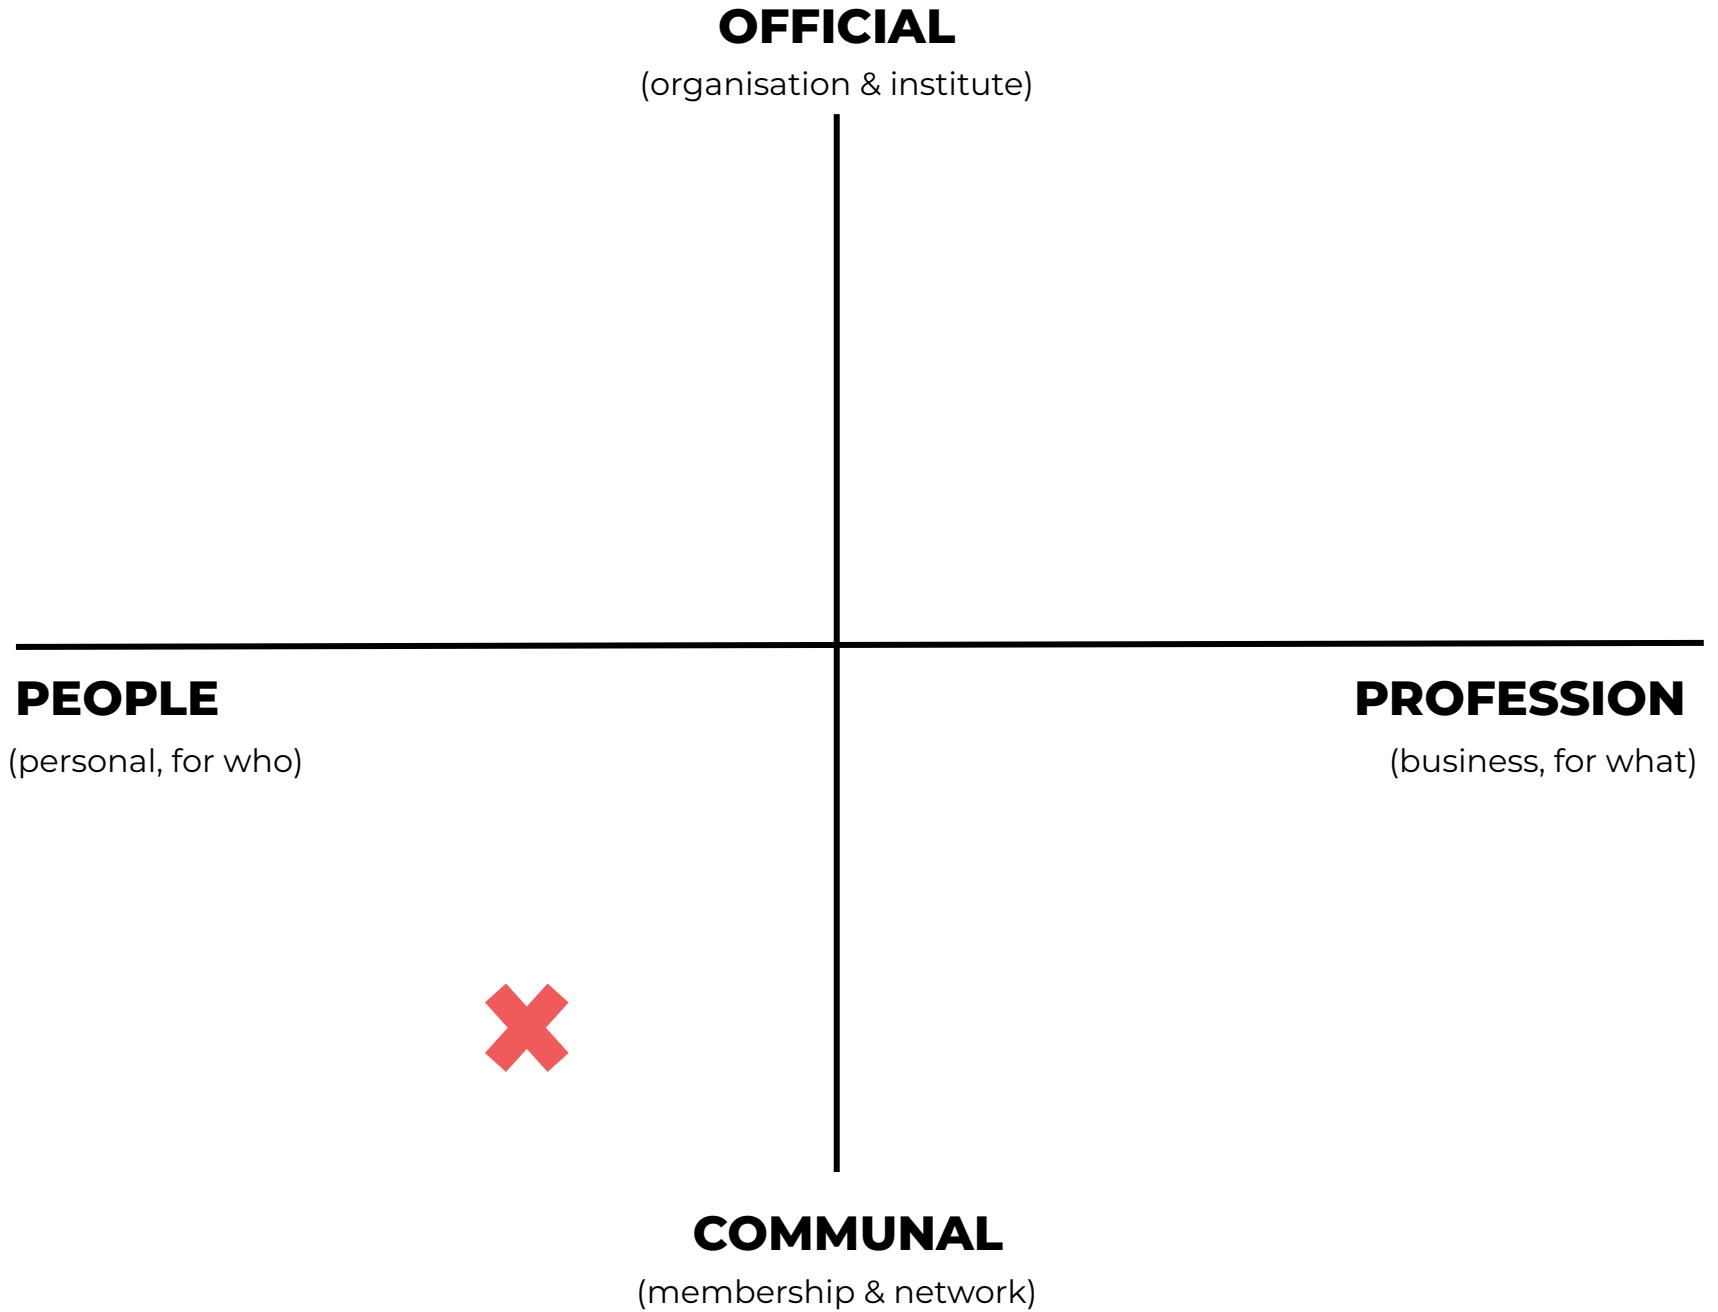 OFFICIAL
(organisation & institute)
PEOPLE
PROFESSION
(personal, for who)
(business, for what)
COMMUNAL
(membership & network)